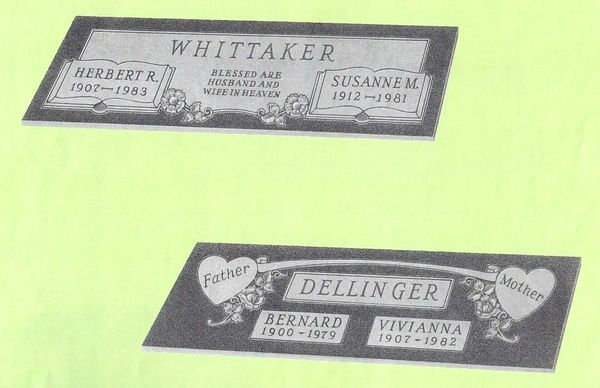 WHITTAKER
HERBERT R.
1907–1983
BLESSED ARE
HUSBAND AND
WIFE IN HEAVEN
SUSANNE M.
1912–1981
Father
Mother
DELLINGER
BERNARD
1900-1979
VIVIANNA
1907-1982